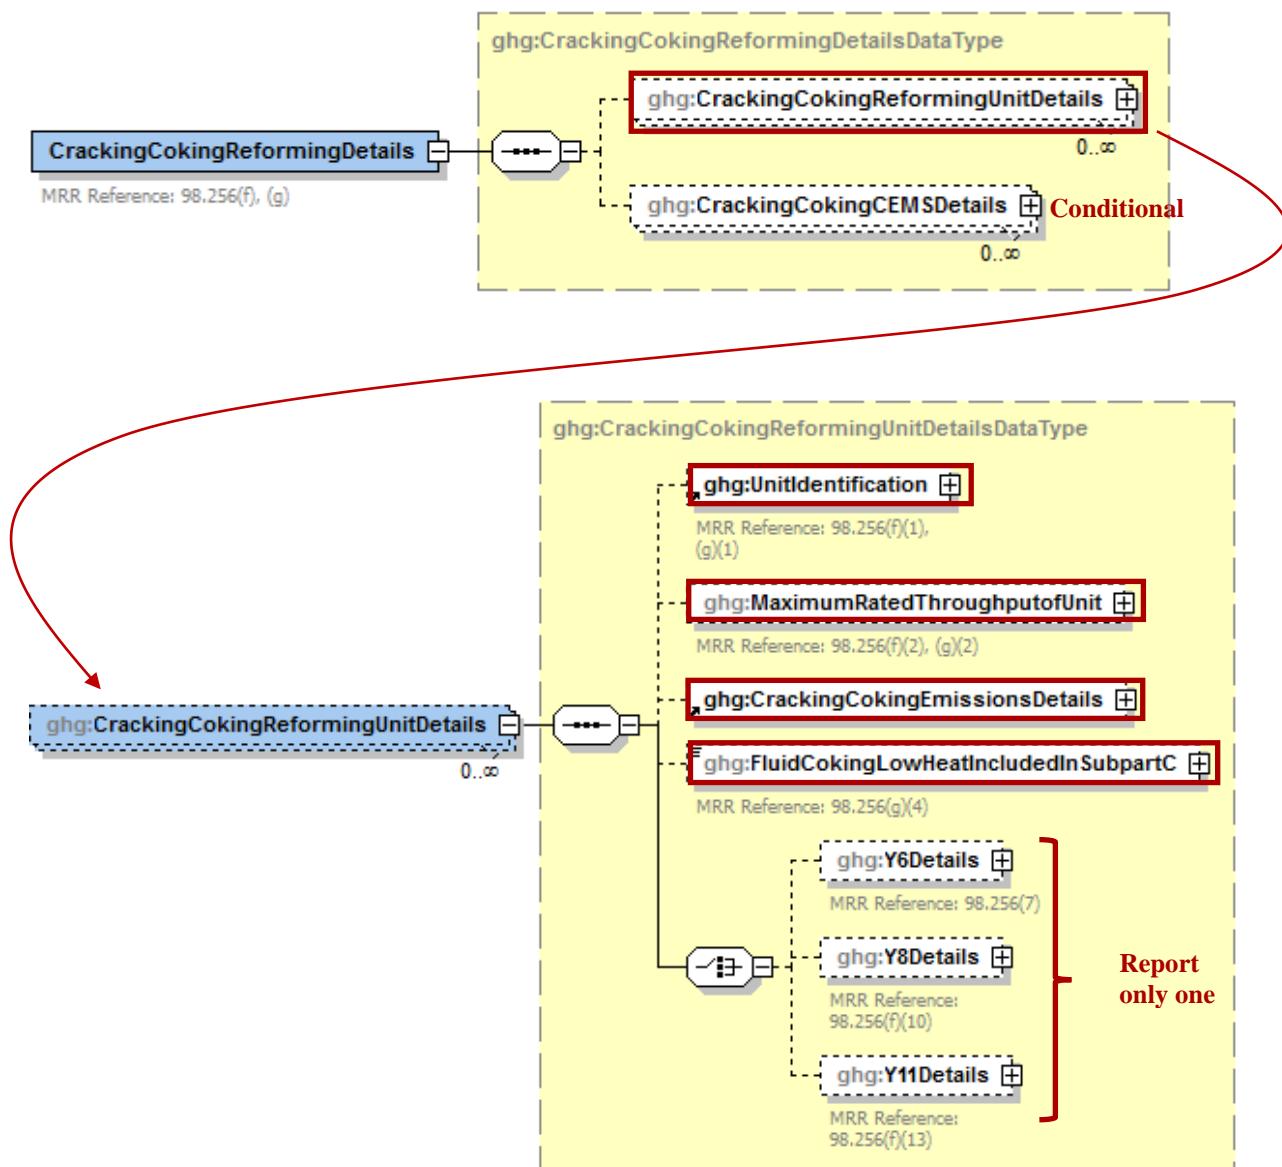 ghg:CrackingCokingReformingDetailsDataType
ghg:CrackingCokingReformingUnitDetails
0..∞
CrackingCokingReformingDetails
MRR Reference: 98.256(f), (g)
ghg:CrackingCokingCEMSDetails
Conditional
0..∞
ghg:CrackingCokingReformingUnitDetailsDataType
ghg:UnitIdentification
MRR Reference: 98.256(f)(1),
(g)(1)
ghg:MaximumRatedThroughputofUnit
MRR Reference: 98.256(f)(2), (g)(2)
ghg:CrackingCokingEmissionsDetails
ghg:CrackingCokingReformingUnitDetails
0..∞
ghg:FluidCokingLowHeatIncludedInSubpartC
MRR Reference: 98.256(g)(4)
ghg:Y6Details
MRR Reference: 98.256(7)
ghg:Y8Details
MRR Reference:
98.256(f)(10)
Report
only one
ghg:Y11Details
MRR Reference:
98.256(f)(13)